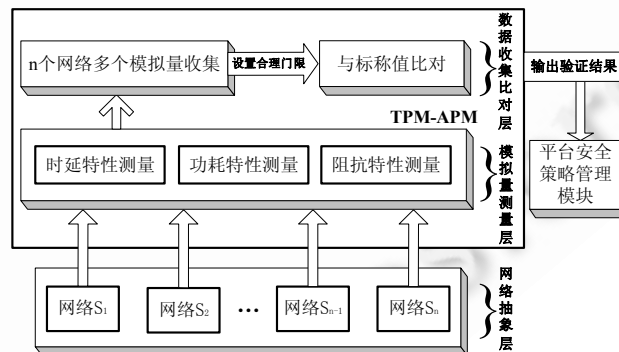 n个网络多个模拟量收集
设置合理门限
与标称值比对
数据收集比对层
输出验证结果
TPM-APM
时延特性测量
功耗特性测量
阻抗特性测量
模拟量测量层
平台安全
策略管理
模块
网络S1
网络S2
…
网络Sn-1
网络Sn
网络抽象层